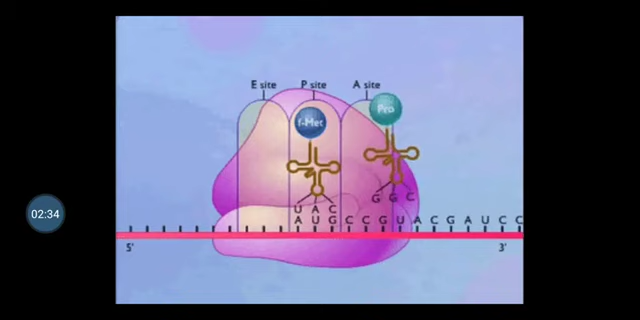 E site P site A site
f-Met Pro
G G C
U A C
A U G C C G U A C G A U C C
5' 3'
02:34